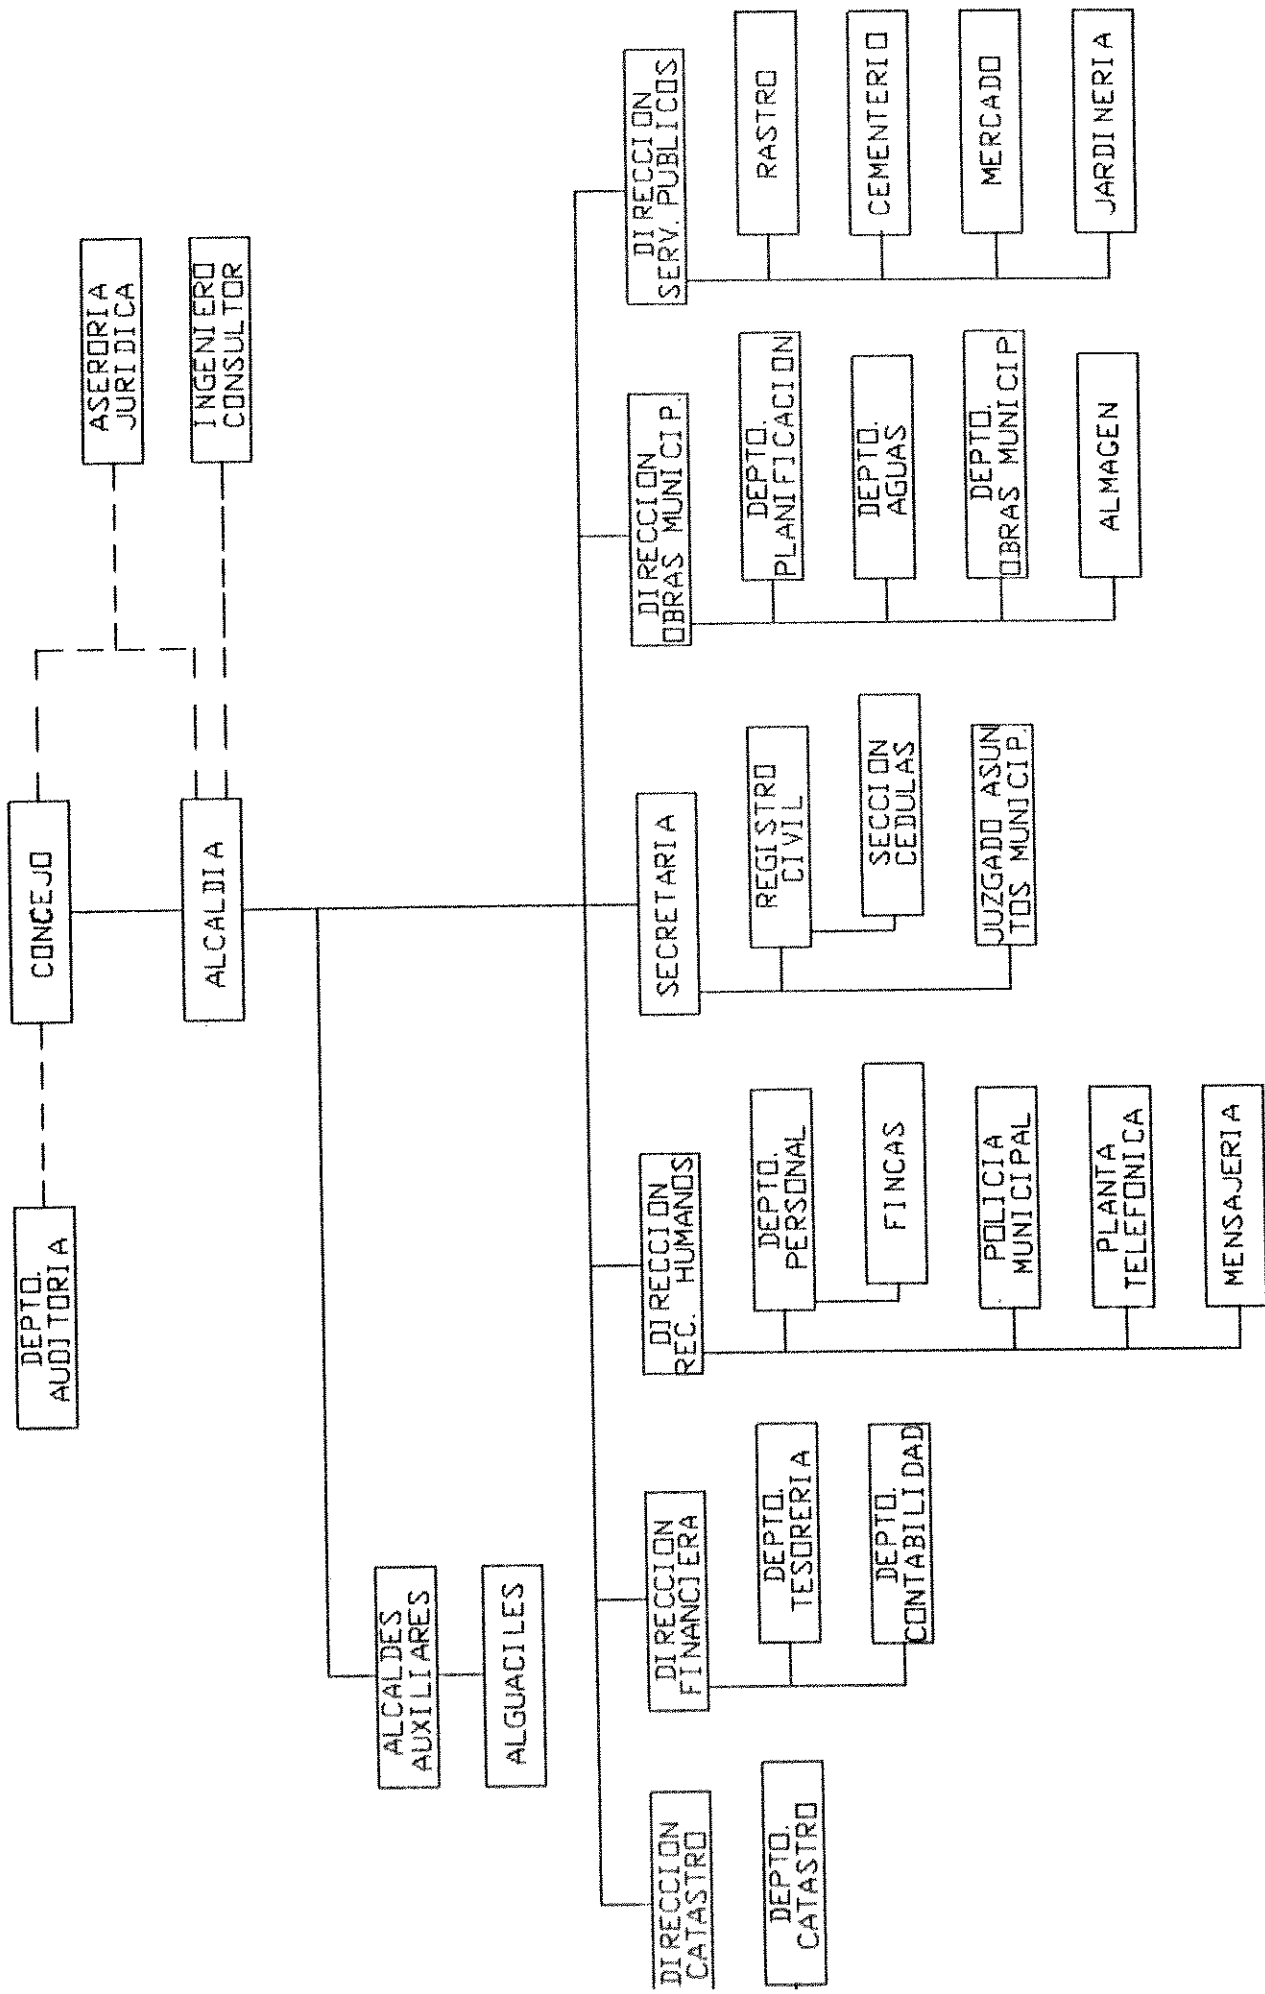 DEPTO.
AUDITORIA
CONCEJO
ASERORIA
JURIDICA
ALCALDIA
INGENIERO
CONSULTOR
ALCALDES
AUXILIARES
ALGUACILES
DIRECCION
CATASTRO
DEPTO.
CATASTRO
DIRECCION
FINANCIERA
DEPTO.
TESORERIA
DEPTO.
CONTABILIDAD
DIRECCION
REC. HUMANOS
DEPTO.
PERSONAL
FINCAS
POLICIA
MUNICIPAL
PLANTA
TELEFONICA
MENSAJERIA
SECRETARIA
REGISTRO
CIVIL
SECCION
CEDULAS
JUZGADO ASUN
TOS MUNICIP.
DIRECCION
OBRAS MUNICIP.
DEPTO.
PLANIFICACION
DEPTO.
AGUAS
DEPTO.
OBRAS MUNICIP.
ALMAGEN
DIRECCION
SERV. PUBLICOS
RASTRO
CEMENTERIO
MERCADO
JARDINERIA